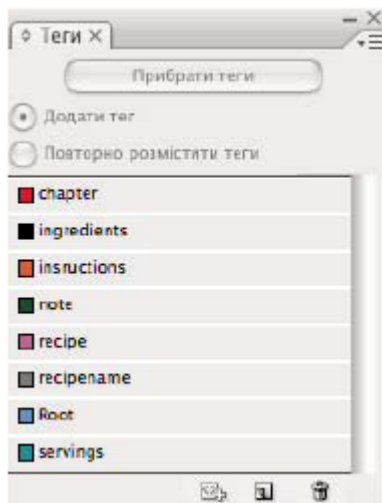 Теги
Прибрати теги
Додати тег
Повторно розмістити теги
chapter
ingredients
insructions
note
recipe
recipename
Root
servings